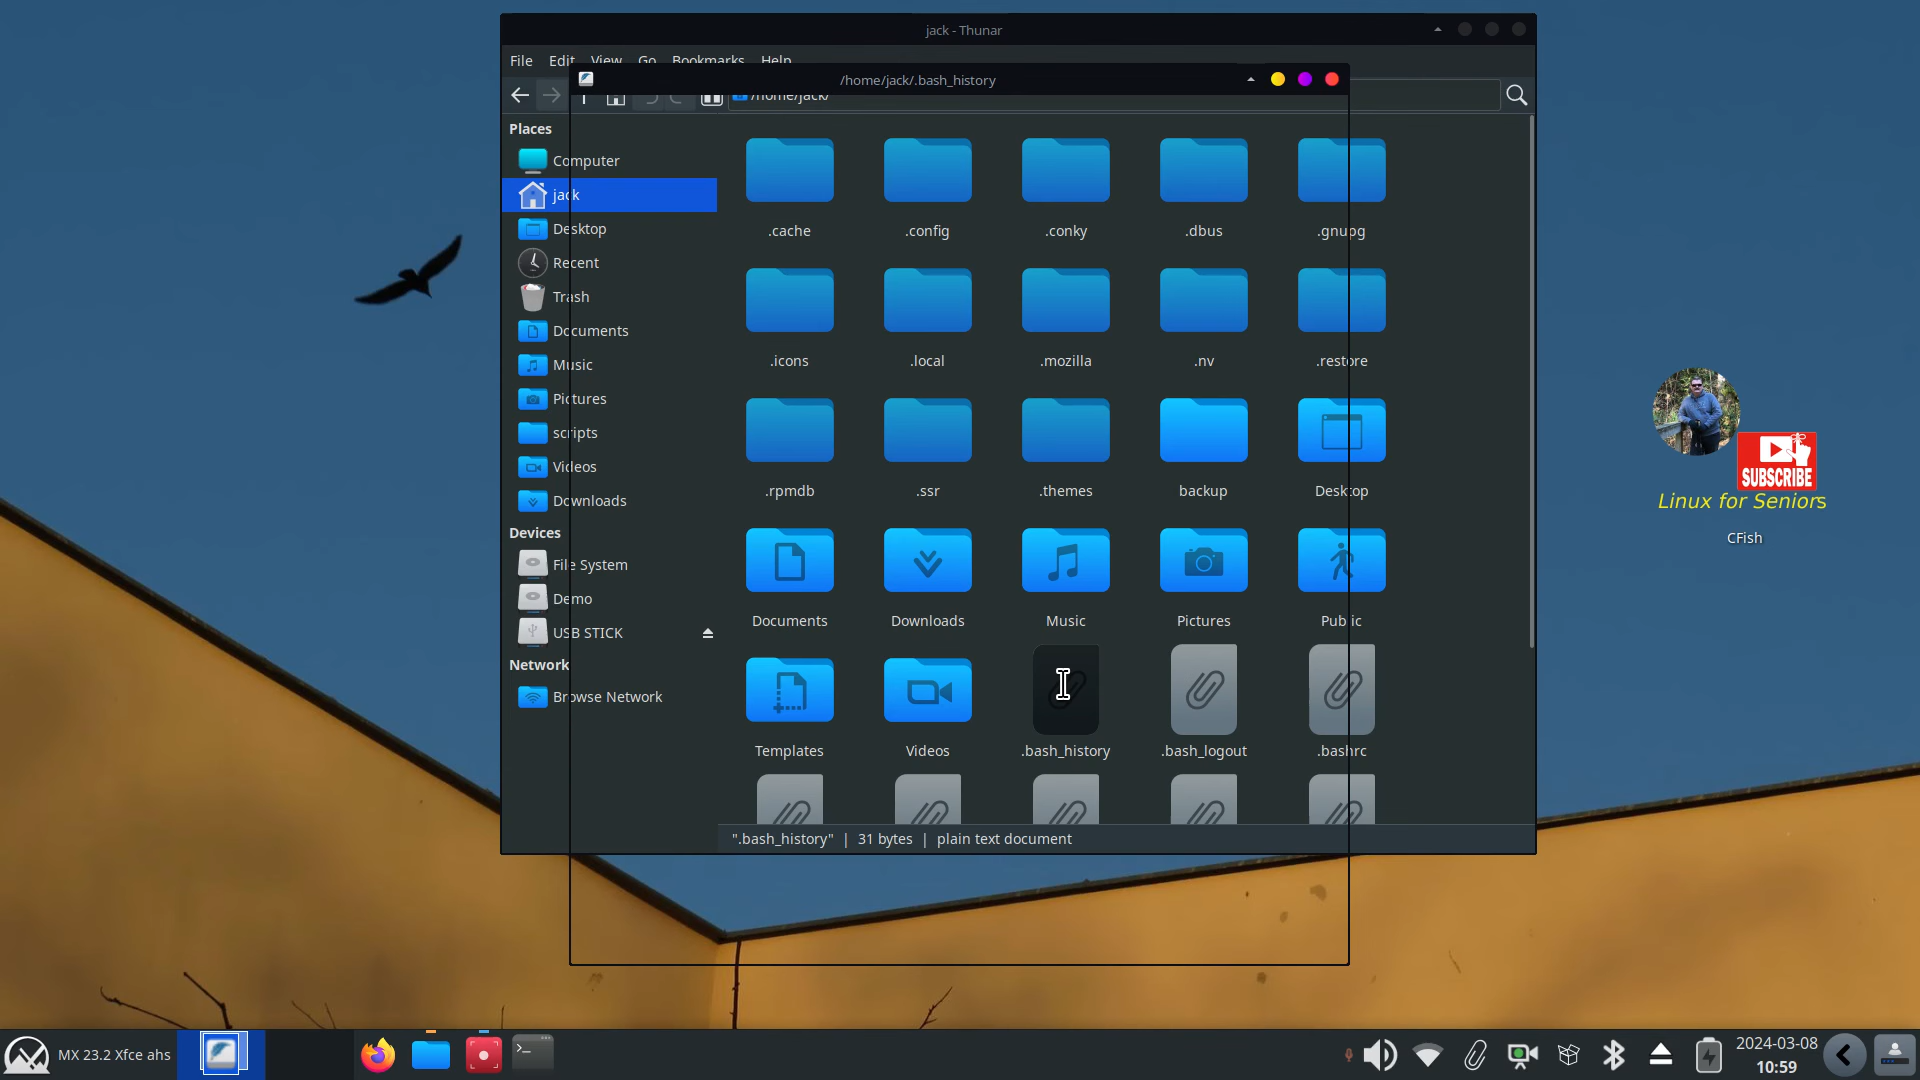 jack - Thunar
File
Edit
View
Go
Bookmarks
Help
/home/jack/.bash_history
/home/jack/
Places
Computer
jack
Desktop
Recent
Trash
Documents
Music
Pictures
scripts
Videos
Downloads
Devices
File System
Demo
USB STICK
Network
Browse Network
.cache
.config
.conky
.dbus
.gnupg
.icons
.local
.mozilla
.nv
.restore
.rpmdb
.ssr
.themes
backup
Desktop
Documents
Downloads
Music
Pictures
Public
Templates
Videos
.bash_history
.bash_logout
.bashrc
".bash_history" | 31 bytes | plain text document
SUBSCRIBE
Linux for Seniors
CFish
MX 23.2 Xfce ahs
2024-03-08
10:59